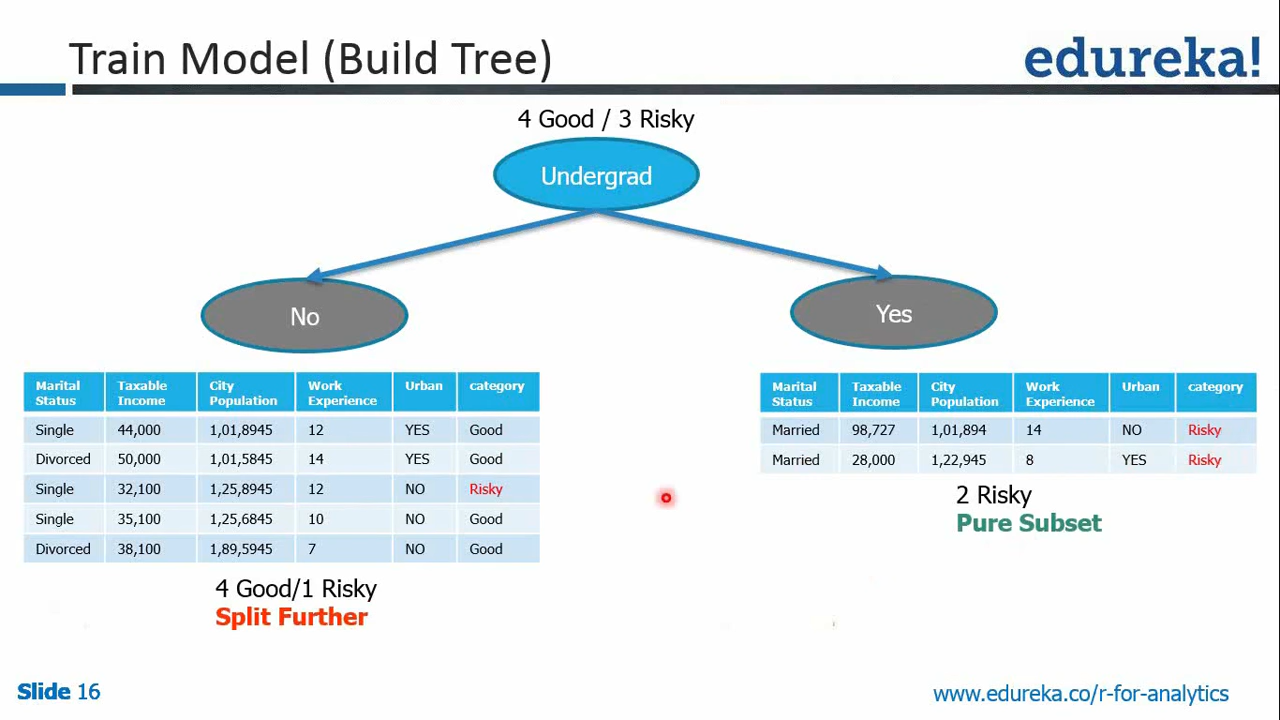 Train Model (Build Tree)
edureka!
4 Good / 3 Risky
Undergrad
No
Yes
Marital Status Taxable Income City Population Work Experience Urban category
Single 44,000 1,01,8945 12 YES Good
Divorced 50,000 1,01,5845 14 YES Good
Single 32,100 1,25,8945 12 NO Risky
Single 35,100 1,25,6845 10 NO Good
Divorced 38,100 1,89,5945 7 NO Good
4 Good/1 Risky
Split Further
Marital Status Taxable Income City Population Work Experience Urban category
Married 98,727 1,01,894 14 NO Risky
Married 28,000 1,22,945 8 YES Risky
2 Risky
Pure Subset
Slide 16
www.edureka.co/r-for-analytics